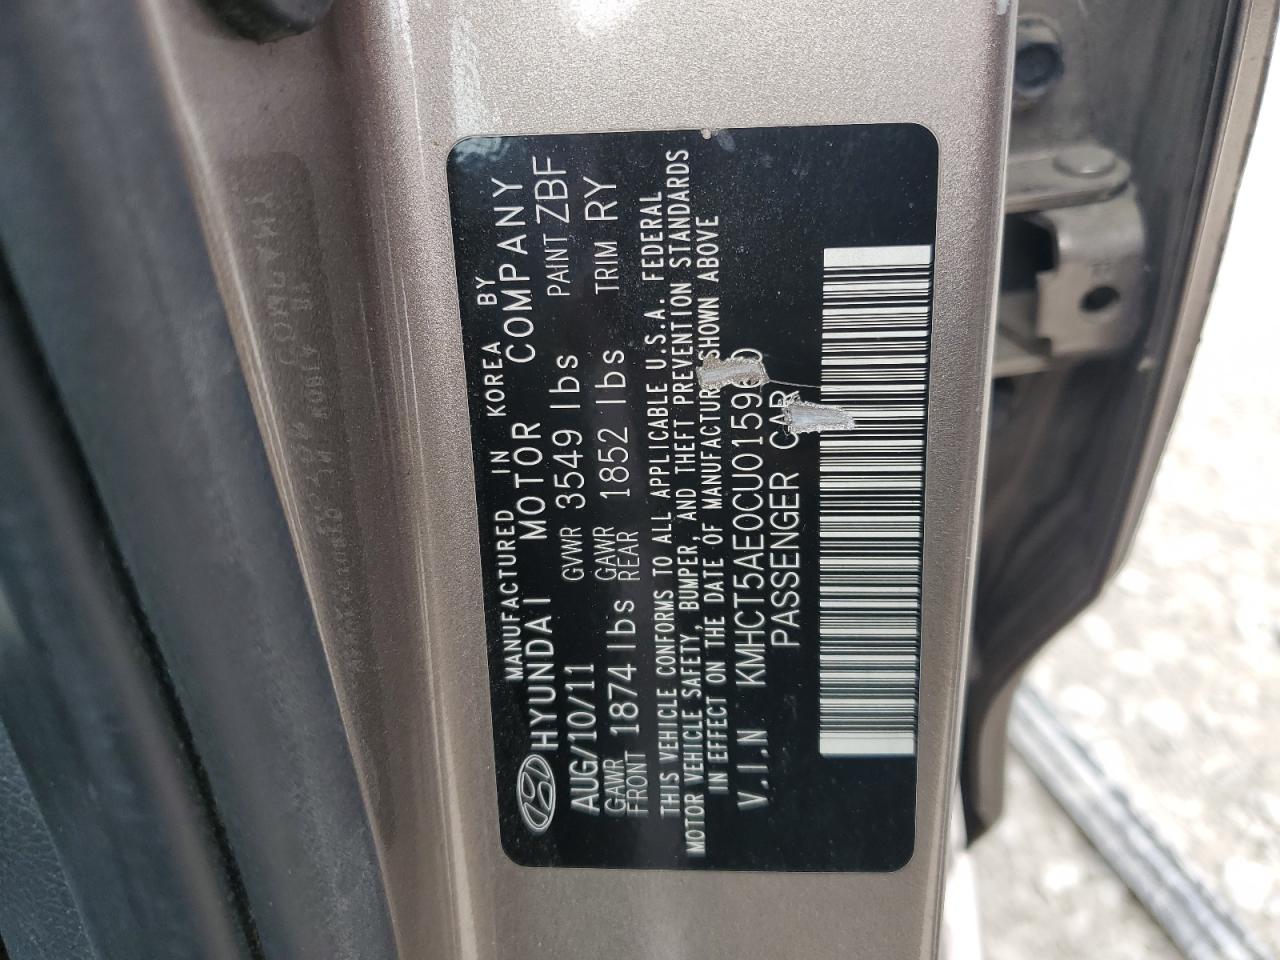 MANUFACTURED IN KOREA BY
HYUNDAI MOTOR COMPANY
AUG/10/11 GVWR 3549 lbs PAINT ZBF
GAWR FRONT 1874 lbs GAWR REAR 1852 lbs TRIM RY
THIS VEHICLE CONFORMS TO ALL APPLICABLE U.S.A. FEDERAL
MOTOR VEHICLE SAFETY, BUMPER, AND THEFT PREVENTION STANDARDS
IN EFFECT ON THE DATE OF MANUFACTURE SHOWN ABOVE
V.I.N
PASSENGER CAR